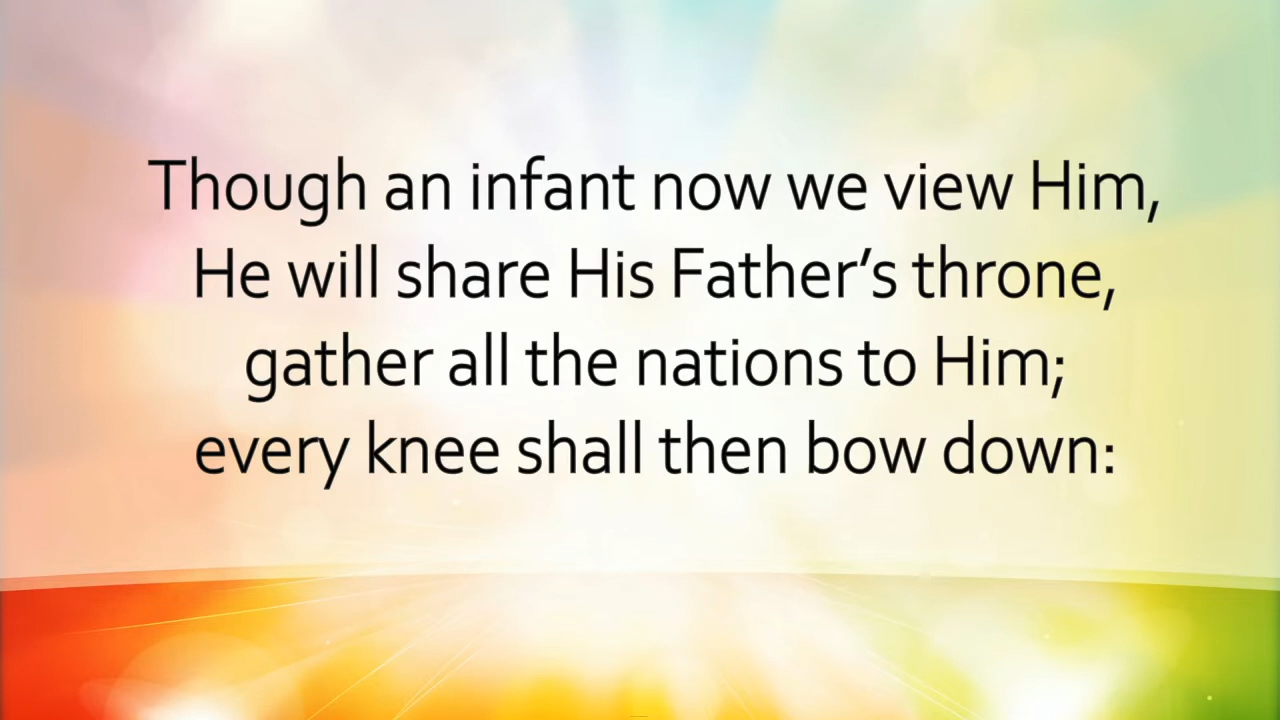 Though an infant now we view Him,
He will share His Father’s throne,
gather all the nations to Him;
every knee shall then bow down: